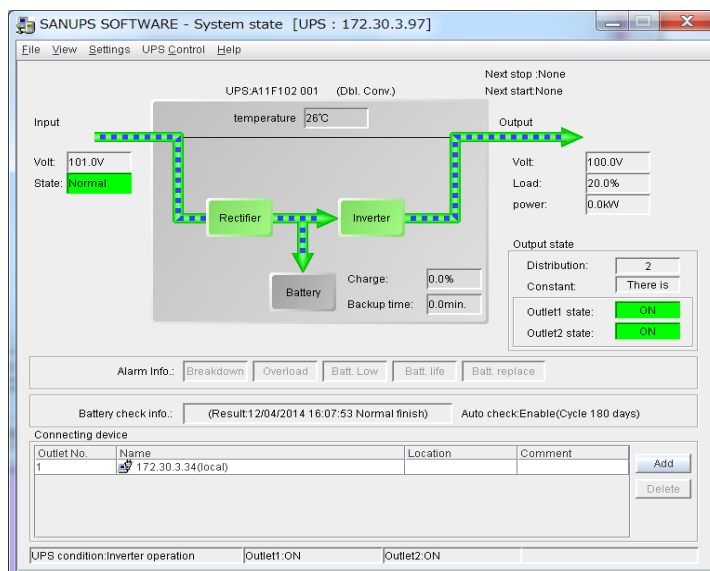 SANUPS SOFTWARE - System state [UPS : 172.30.3.97]
File View Settings UPS Control Help
Next stop :None
UPS:A11F102 001 (Dbl. Conv.) Next start:None
Input temperature 26℃ Output
Volt: 101.0V Volt: 100.0V
State: Normal Load: 20.0%
power: 0.0kW
Rectifier Inverter
Output state
Distribution: 2
Constant: There is
Battery Charge: 0.0%
Backup time: 0.0min.
Outlet1 state: ON
Outlet2 state: ON
Alarm Info.: Breakdown Overload Batt. Low Batt. life Batt. replace
Battery check info.: (Result:12/04/2014 16:07:53 Normal finish) Auto check:Enable(Cycle 180 days)
Connecting device
Outlet No. Name Location Comment
1 172.30.3.34(local)
Add
Delete
UPS condition:Inverter operation Outlet1:ON Outlet2:ON